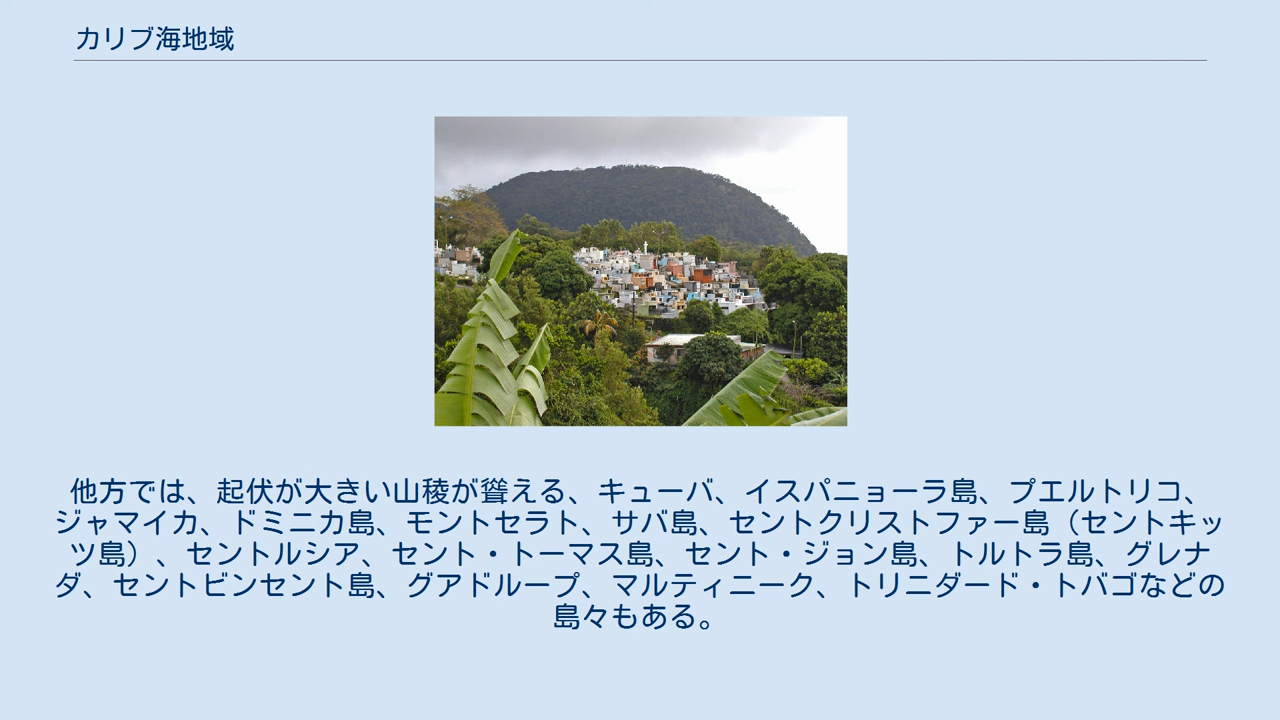 カリブ海地域
他方では、起伏が大きい山稜が聳える、キューバ、イスパニョーラ島、プエルトリコ、
ジャマイカ、ドミニカ島、モントセラト、サバ島、セントクリストファー島（セントキッ
ツ島）、セントルシア、セント・トーマス島、セント・ジョン島、トルトラ島、グレナ
ダ、セントビンセント島、グアドループ、マルティニーク、トリニダード・トバゴなどの
島々もある。